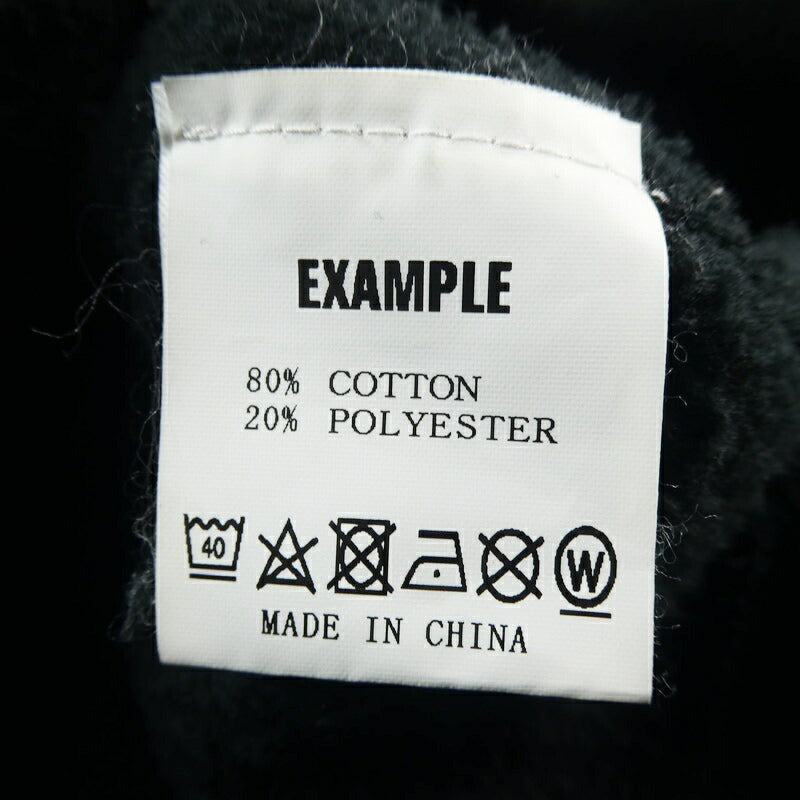 EXAMPLE
80% COTTON
20% POLYESTER
40
W
MADE IN CHINA